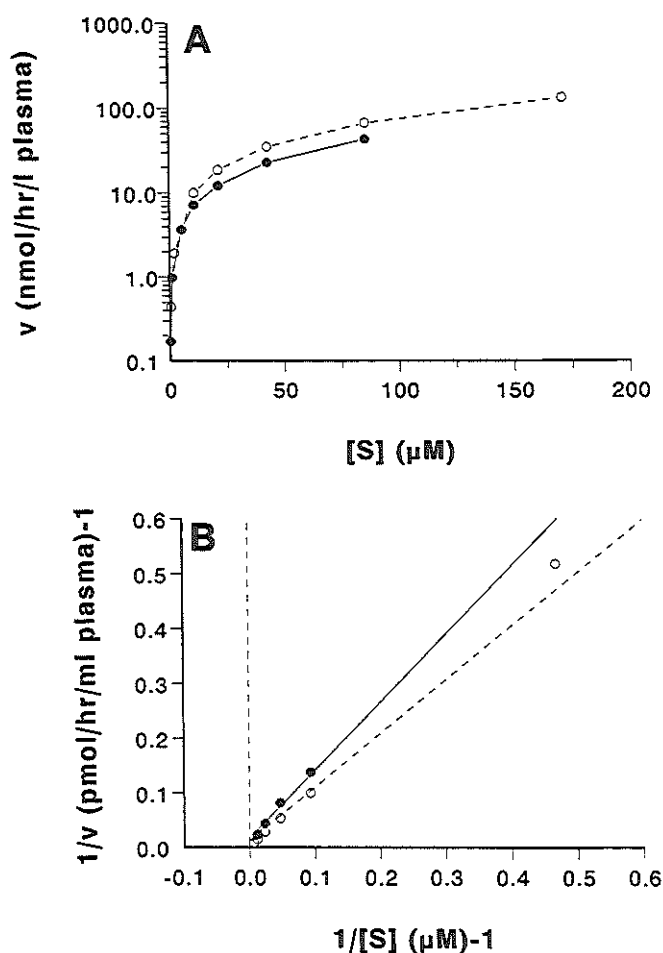 A
1000.0
100.0
10.0
1.0
0.1
v (nmol/hr/l plasma)
0 50 100 150 200
[S] (μM)
B
0.6
0.5
0.4
0.3
0.2
0.1
0.0
1/v (pmol/hr/ml plasma)-1
-0.1 0.0 0.1 0.2 0.3 0.4 0.5 0.6
1/[S] (μM)-1